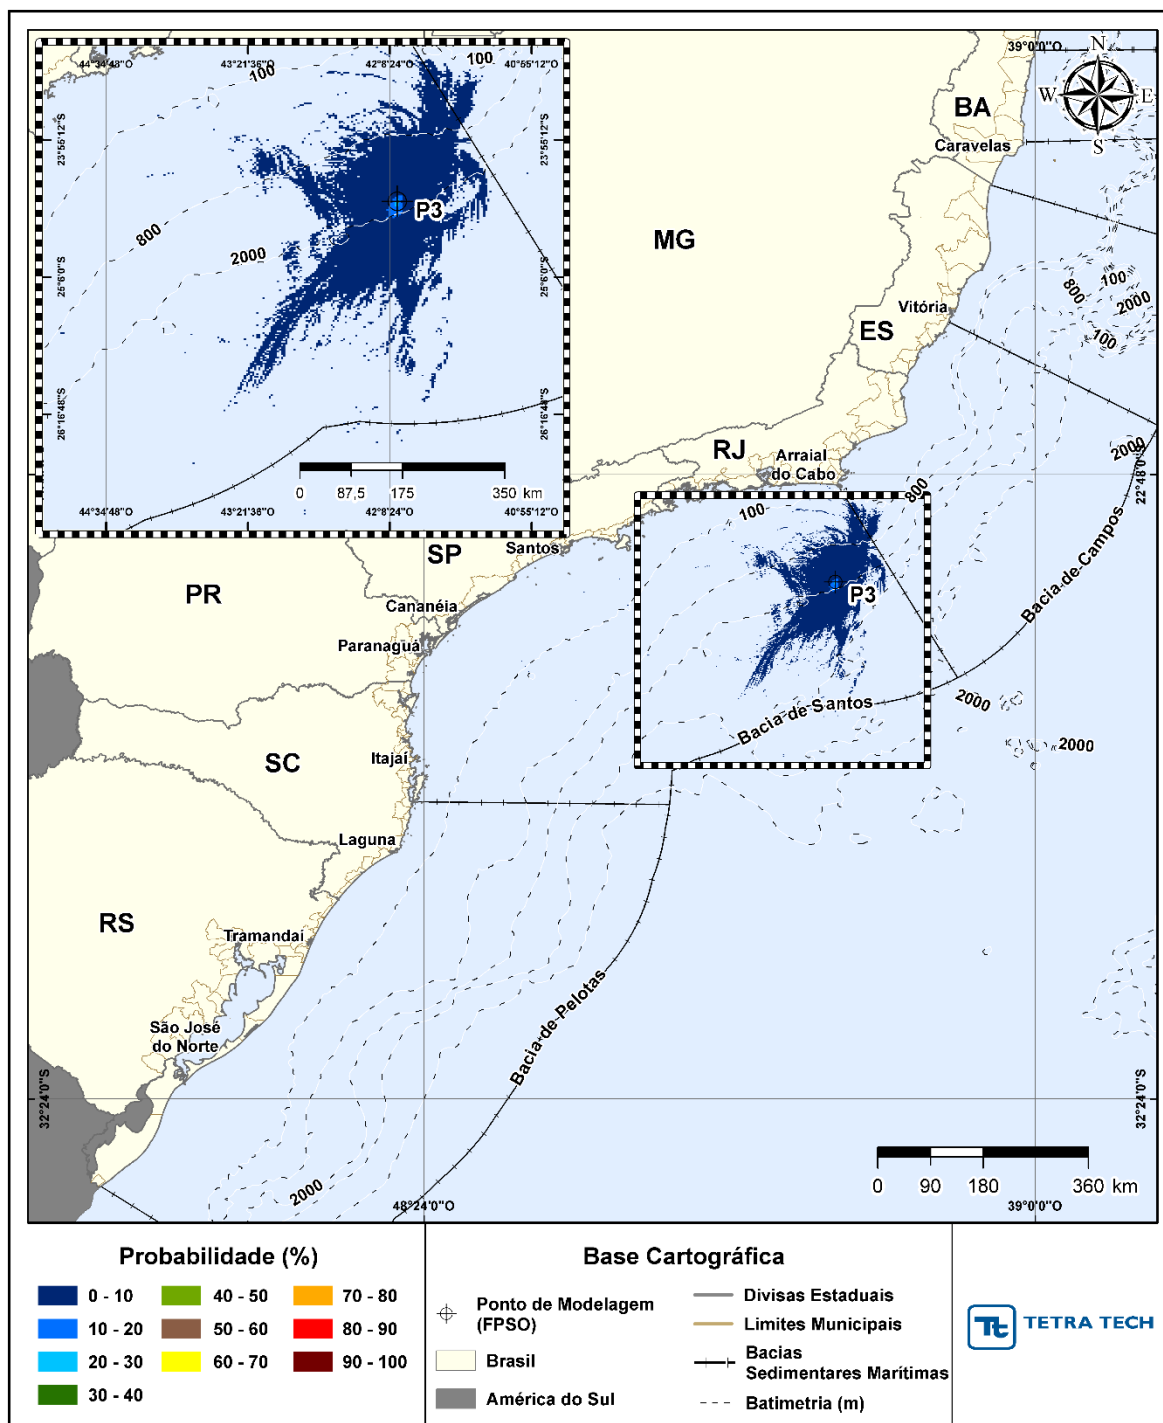 44°34'48"O
43°21'36"O
42°8'24"O
40°55'12"O
100
100
23°55'12"S
23°55'12"S
P3
800
2000
25°6'0"S
25°6'0"S
26°16'48"S
26°16'48"S
0 87,5 175 350 km
44°34'48"O
43°21'36"O
42°8'24"O
40°55'12"O
39°0'0"O
N
W E
S
BA
Caravelas
MG
800
100
2000
100
Vitória
ES
2000
RJ
Arraial
do Cabo
22°48'0"S
800
100
P3
Bacia de Campos
SP
Santos
PR
Cananéia
Paranaguá
2000
Bacia de Santos
2000
SC
Itajaí
Laguna
RS
Tramandaí
São José
do Norte
Bacia de Pelotas
32°24'0"S
32°24'0"S
2000
0 90 180 360 km
48°24'0"O
39°0'0"O
Probabilidade (%)
0 - 10
10 - 20
20 - 30
30 - 40
40 - 50
50 - 60
60 - 70
70 - 80
80 - 90
90 - 100
Base Cartográfica
Ponto de Modelagem
(FPSO)
Brasil
América do Sul
Divisas Estaduais
Limites Municipais
Bacias
Sedimentares Marítimas
Batimetria (m)
Tt
TETRA TECH